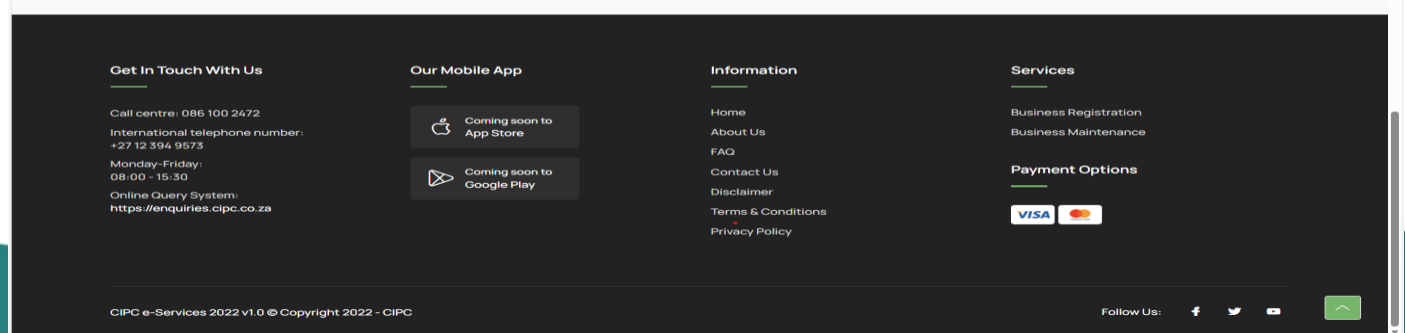 Get In Touch With Us
Call centre: 086 100 2472
International telephone number:
+27 12 394 9573
Monday-Friday:
08:00 - 15:30
Online Query System:
https://enquiries.cipc.co.za
Our Mobile App
Coming soon to
App Store
Coming soon to
Google Play
Information
Home
About Us
FAQ
Contact Us
Disclaimer
Terms & Conditions
Privacy Policy
Services
Business Registration
Business Maintenance
Payment Options
VISA
CIPC e-Services 2022 v1.0 © Copyright 2022 - CIPC
Follow Us: